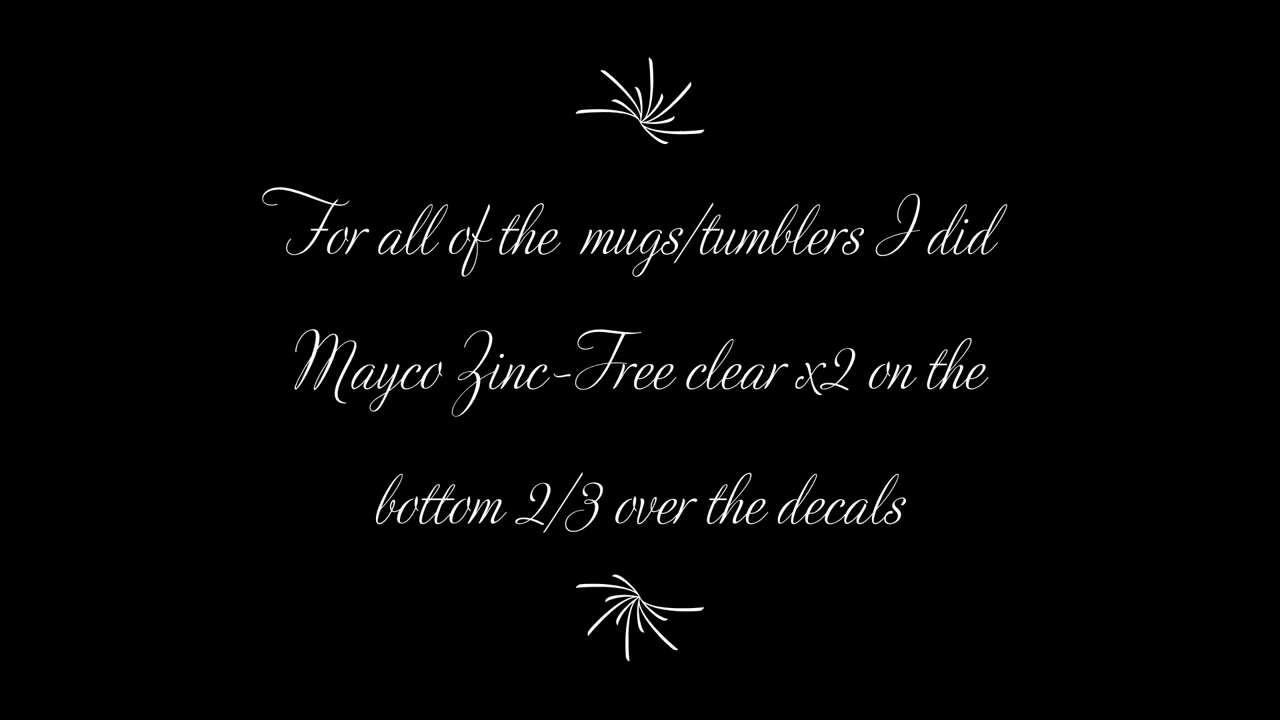 For all of the mugs/tumblers I did
Mayco Zinc-Free clear x2 on the
bottom 2/3 over the decals